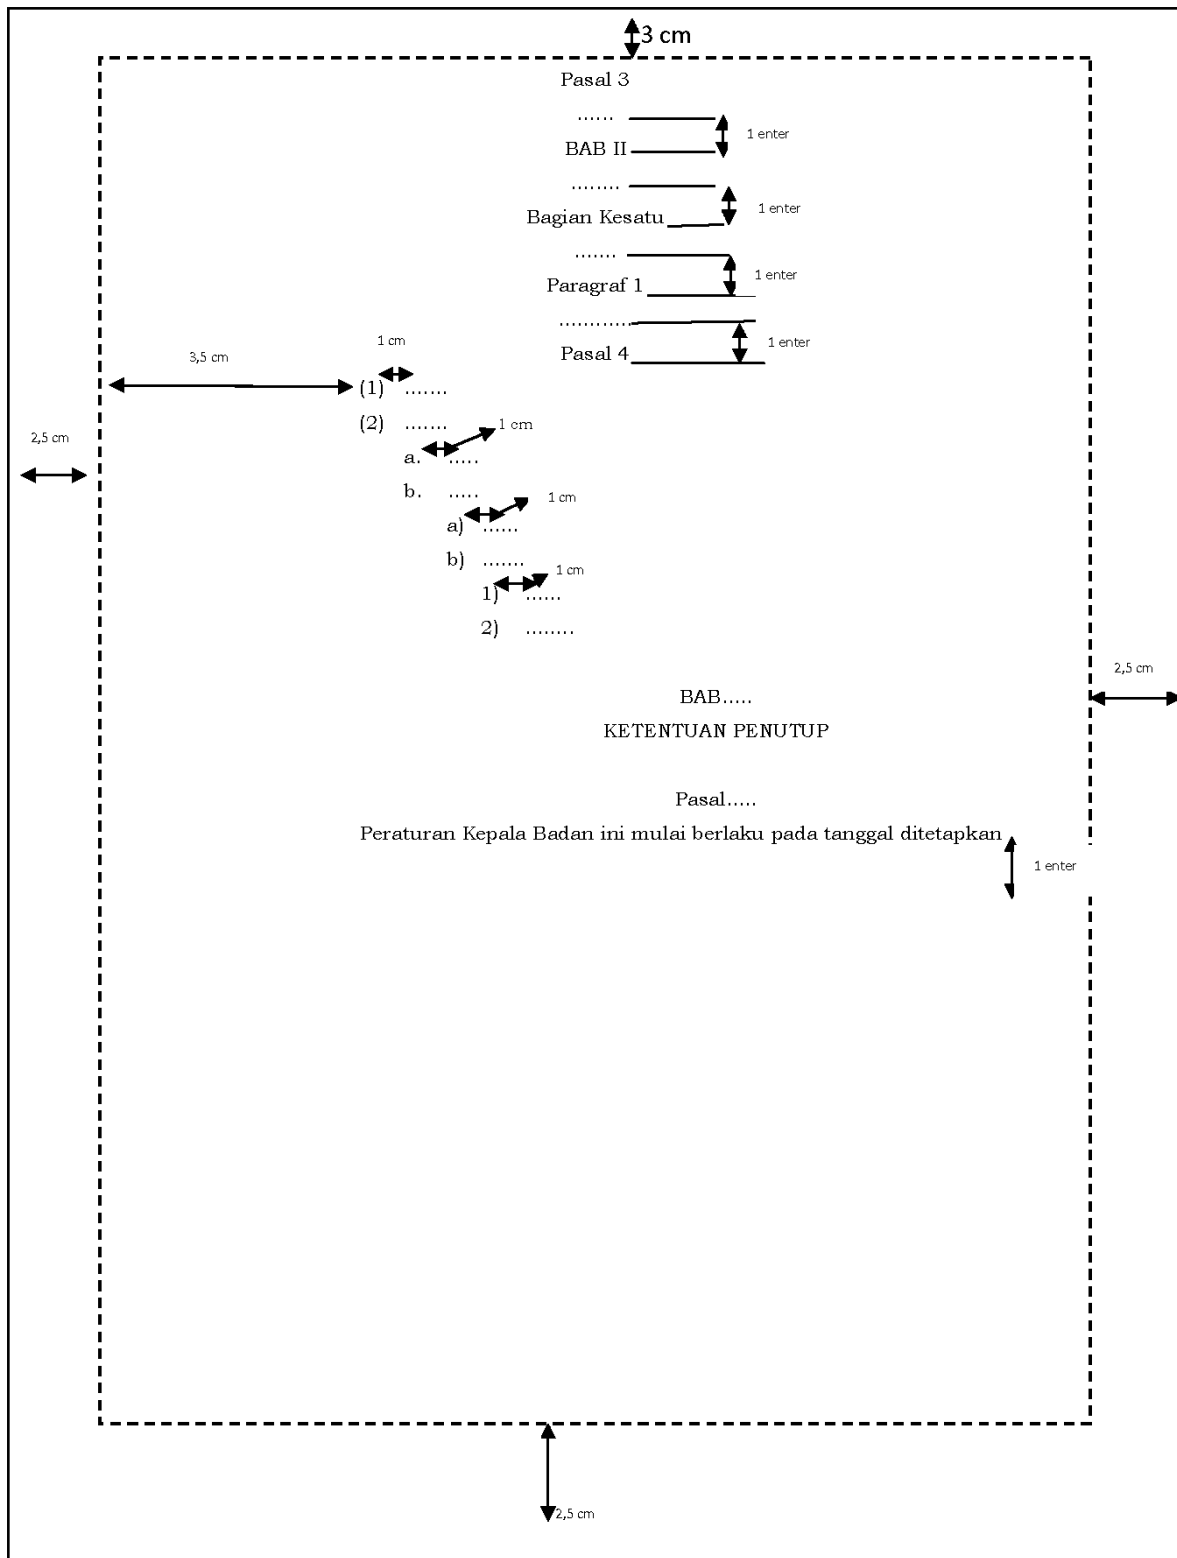 3 cm
Pasal 3
......
1 enter
BAB II
........
1 enter
Bagian Kesatu
.......
1 enter
Paragraf 1
............
1 enter
Pasal 4
1 cm
3,5 cm
(1) .......
(2) .......
1 cm
2,5 cm
a. .....
b. .....
1 cm
a) ......
b) .......
1 cm
1) ......
2) ........
2,5 cm
BAB.....
KETENTUAN PENUTUP
Pasal.....
Peraturan Kepala Badan ini mulai berlaku pada tanggal ditetapkan
1 enter
2,5 cm